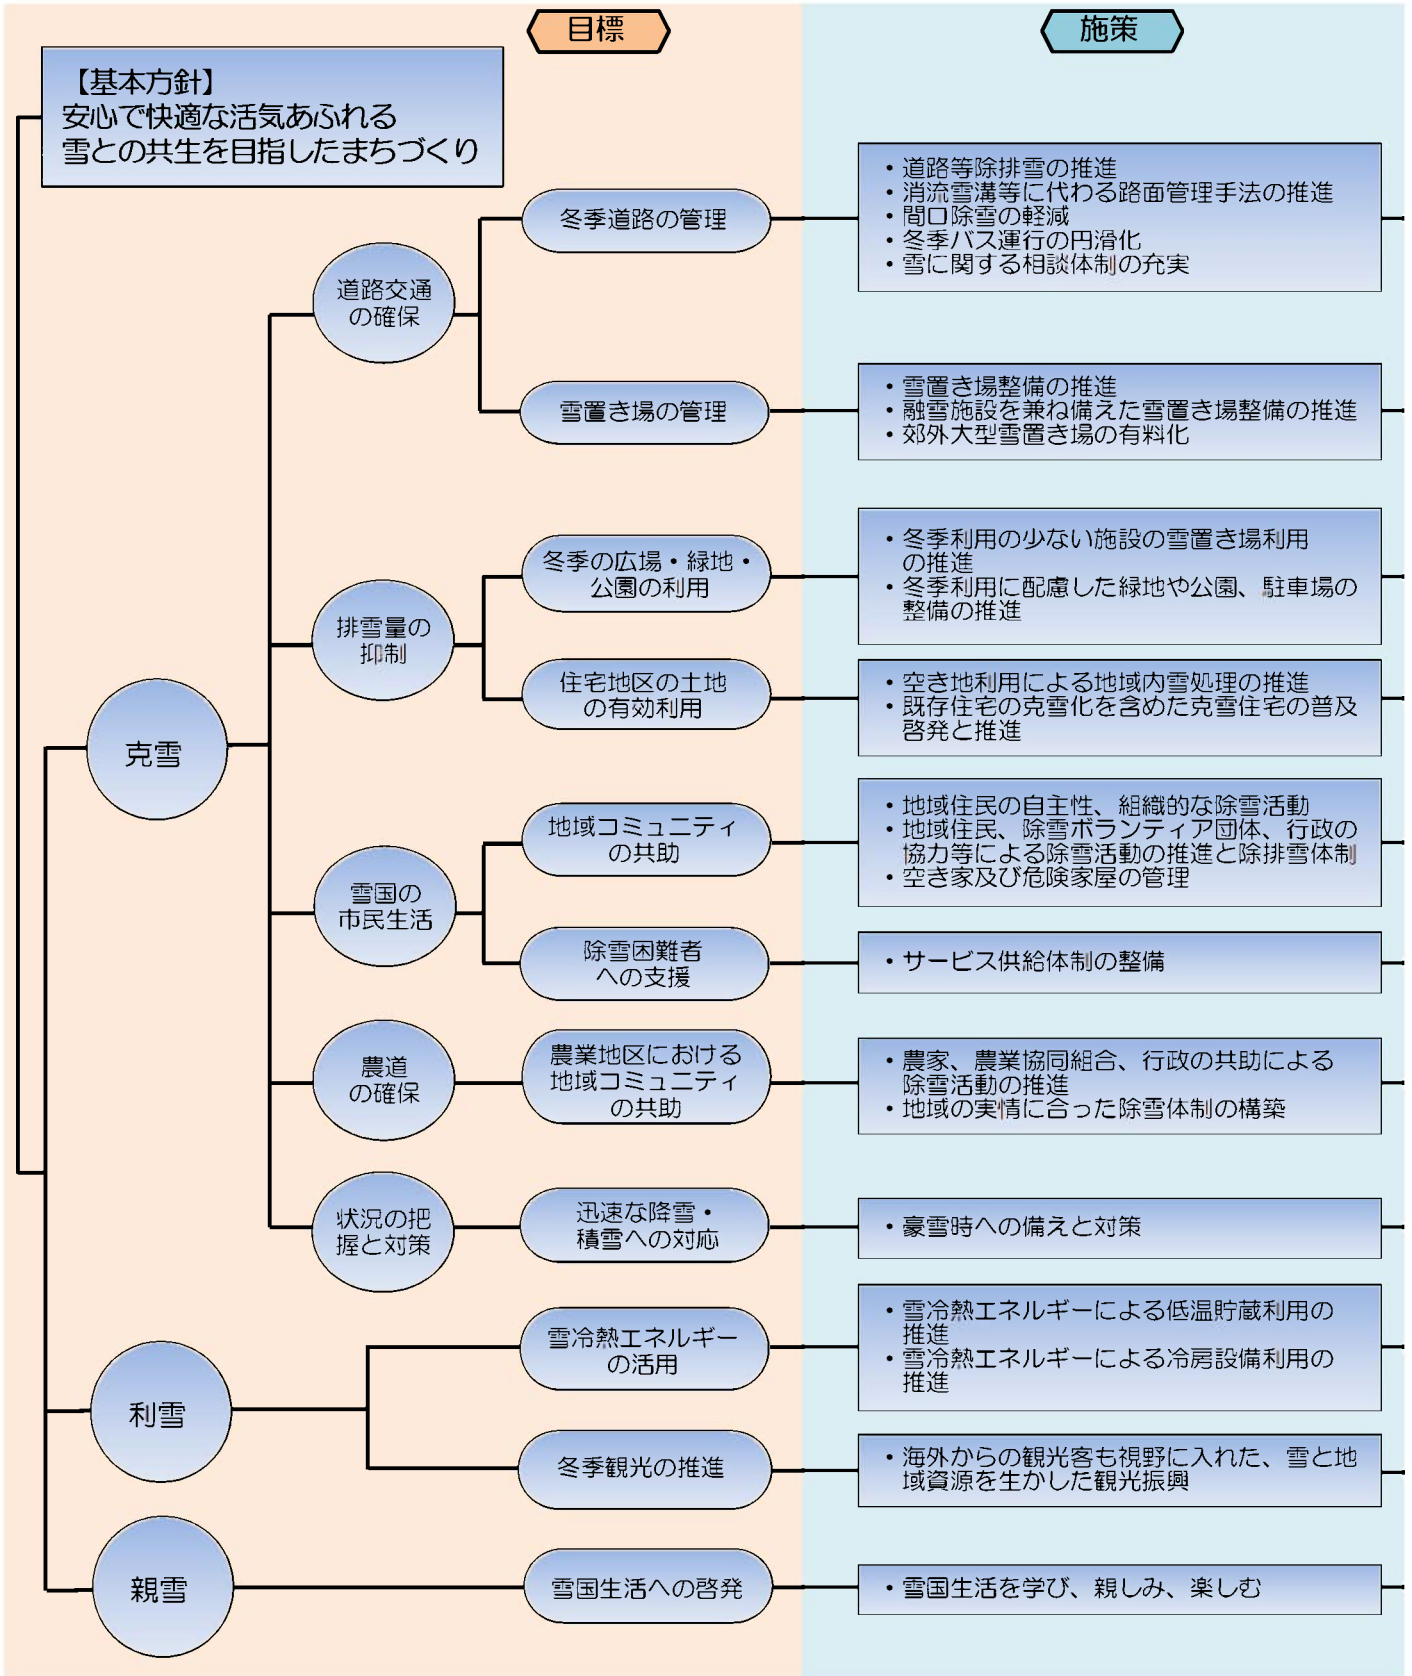 目標
施策
【基本方針】
安心で快適な活気あふれる
雪との共生を目指したまちづくり
克雪
道路交通
の確保
冬季道路の管理
・道路等除排雪の推進
・消流雪溝等に代わる路面管理手法の推進
・間口除雪の軽減
・冬季バス運行の円滑化
・雪に関する相談体制の充実
雪置き場の管理
・雪置き場整備の推進
・融雪施設を兼ね備えた雪置き場整備の推進
・郊外大型雪置き場の有料化
排雪量の
抑制
冬季の広場・緑地・
公園の利用
・冬季利用の少ない施設の雪置き場利用
の推進
・冬季利用に配慮した緑地や公園、駐車場の
整備の推進
住宅地区の土地
の有効利用
・空き地利用による地域内雪処理の推進
・既存住宅の克雪化を含めた克雪住宅の普及
啓発と推進
雪国の
市民生活
地域コミュニティ
の共助
・地域住民の自主性、組織的な除雪活動
・地域住民、除雪ボランティア団体、行政の
協力等による除雪活動の推進と除排雪体制
・空き家及び危険家屋の管理
除雪困難者
への支援
・サービス供給体制の整備
農道
の確保
農業地区における
地域コミュニティ
の共助
・農家、農業協同組合、行政の共助による
除雪活動の推進
・地域の実情に合った除雪体制の構築
状況の把
握と対策
迅速な降雪・
積雪への対応
・豪雪時への備えと対策
利雪
雪冷熱エネルギー
の活用
・雪冷熱エネルギーによる低温貯蔵利用の
推進
・雪冷熱エネルギーによる冷房設備利用の
推進
冬季観光の推進
・海外からの観光客も視野に入れた、雪と地
域資源を生かした観光振興
親雪
雪国生活への啓発
・雪国生活を学び、親しみ、楽しむ